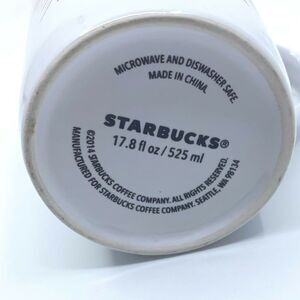 MICROWAVE AND DISWASHER SAFE.
MADE IN CHINA.
STARBUCKS®
17.8 fl oz / 525 ml
©2014 STARBUCKS COFFEE COMPANY. ALL RIGHTS RESERVED.
MANUFACTURED FOR STARBUCKS COFFEE COMPANY. SEATTLE, WA 98134